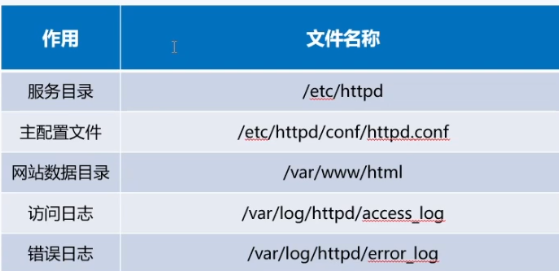 作用 文件名称
服务目录 /etc/httpd
主配置文件 /etc/httpd/conf/httpd.conf
网站数据目录 /var/www/html
访问日志 /var/log/httpd/access_log
错误日志 /var/log/httpd/error_log